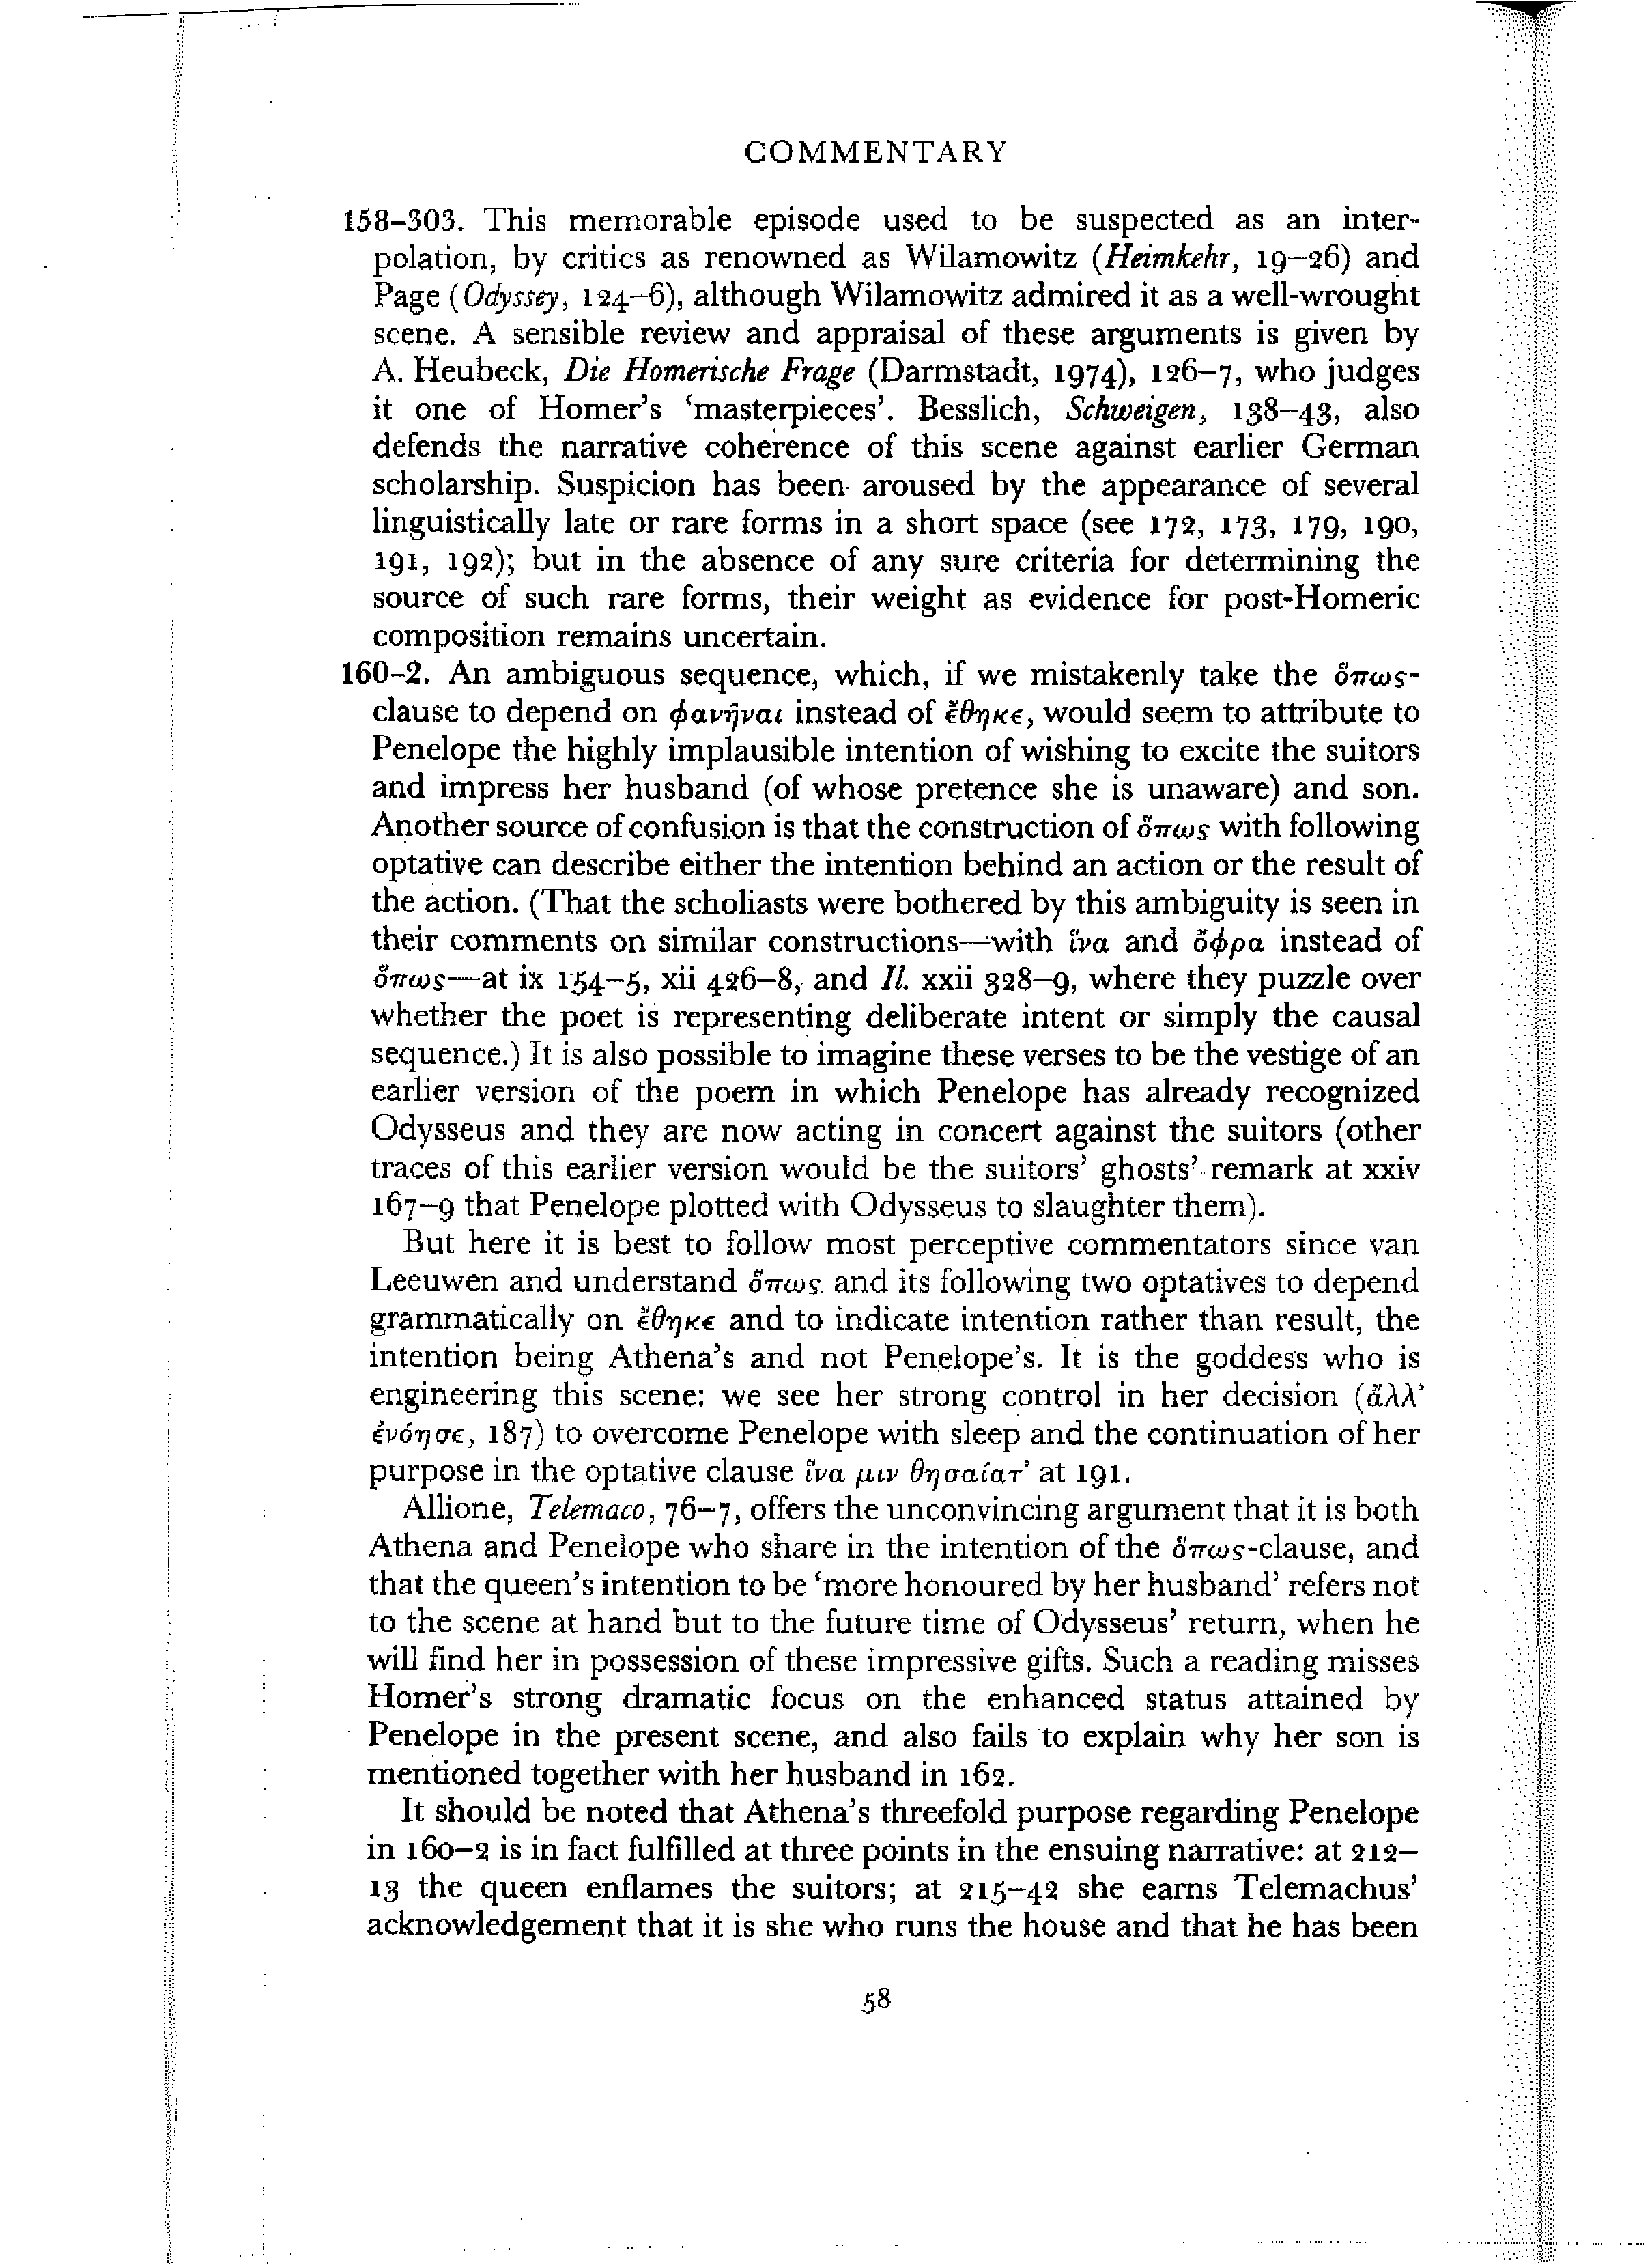 COMMENTARY
158–303. This memorable episode used to be suspected as an inter-
polation, by critics as renowned as Wilamowitz (Heimkehr, 19–26) and
Page (Odyssey, 124–6), although Wilamowitz admired it as a well-wrought
scene. A sensible review and appraisal of these arguments is given by
A. Heubeck, Die Homerische Frage (Darmstadt, 1974), 126–7, who judges
it one of Homer's 'masterpieces'. Besslich, Schweigen, 138–43, also
defends the narrative coherence of this scene against earlier German
scholarship. Suspicion has been aroused by the appearance of several
linguistically late or rare forms in a short space (see 172, 173, 179, 190,
191, 192); but in the absence of any sure criteria for determining the
source of such rare forms, their weight as evidence for post-Homeric
composition remains uncertain.
160–2. An ambiguous sequence, which, if we mistakenly take the ὅπως-
clause to depend on φανῆναι instead of ἔθηκε, would seem to attribute to
Penelope the highly implausible intention of wishing to excite the suitors
and impress her husband (of whose pretence she is unaware) and son.
Another source of confusion is that the construction of ὅπως with following
optative can describe either the intention behind an action or the result of
the action. (That the scholiasts were bothered by this ambiguity is seen in
their comments on similar constructions—with ἵνα and ὄφρα instead of
ὅπως—at ix 154–5, xii 426–8, and Il. xxii 328–9, where they puzzle over
whether the poet is representing deliberate intent or simply the causal
sequence.) It is also possible to imagine these verses to be the vestige of an
earlier version of the poem in which Penelope has already recognized
Odysseus and they are now acting in concert against the suitors (other
traces of this earlier version would be the suitors' ghosts' remark at xxiv
167–9 that Penelope plotted with Odysseus to slaughter them).
But here it is best to follow most perceptive commentators since van
Leeuwen and understand ὅπως and its following two optatives to depend
grammatically on ἔθηκε and to indicate intention rather than result, the
intention being Athena's and not Penelope's. It is the goddess who is
engineering this scene: we see her strong control in her decision (ἄλλ'
ἐνόησε, 187) to overcome Penelope with sleep and the continuation of her
purpose in the optative clause ἵνα μιν θησαίατ' at 191.
Allione, Telemaco, 76–7, offers the unconvincing argument that it is both
Athena and Penelope who share in the intention of the ὅπως-clause, and
that the queen's intention to be 'more honoured by her husband' refers not
to the scene at hand but to the future time of Odysseus' return, when he
will find her in possession of these impressive gifts. Such a reading misses
Homer's strong dramatic focus on the enhanced status attained by
Penelope in the present scene, and also fails to explain why her son is
mentioned together with her husband in 162.
It should be noted that Athena's threefold purpose regarding Penelope
in 160–2 is in fact fulfilled at three points in the ensuing narrative: at 212–
13 the queen enflames the suitors; at 215–42 she earns Telemachus'
acknowledgement that it is she who runs the house and that he has been
58